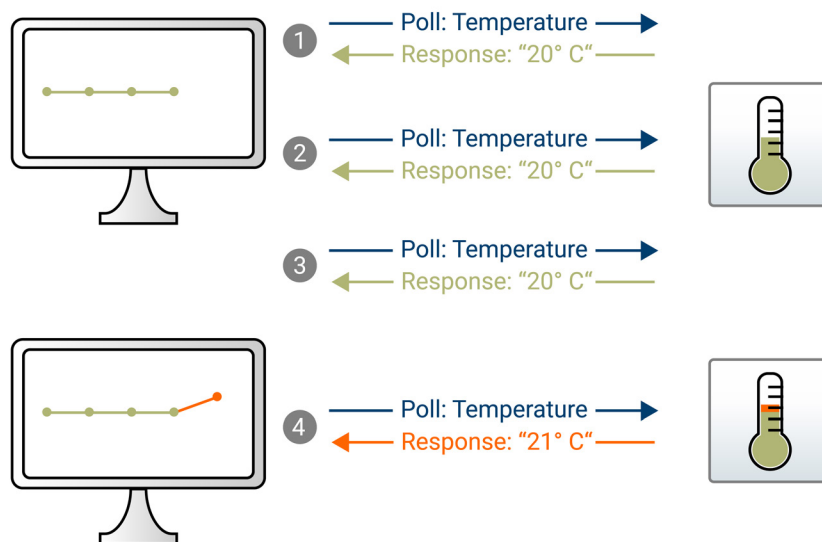 1
Poll: Temperature
Response: “20° C“
2
Poll: Temperature
Response: “20° C“
3
Poll: Temperature
Response: “20° C“
4
Poll: Temperature
Response: “21° C“